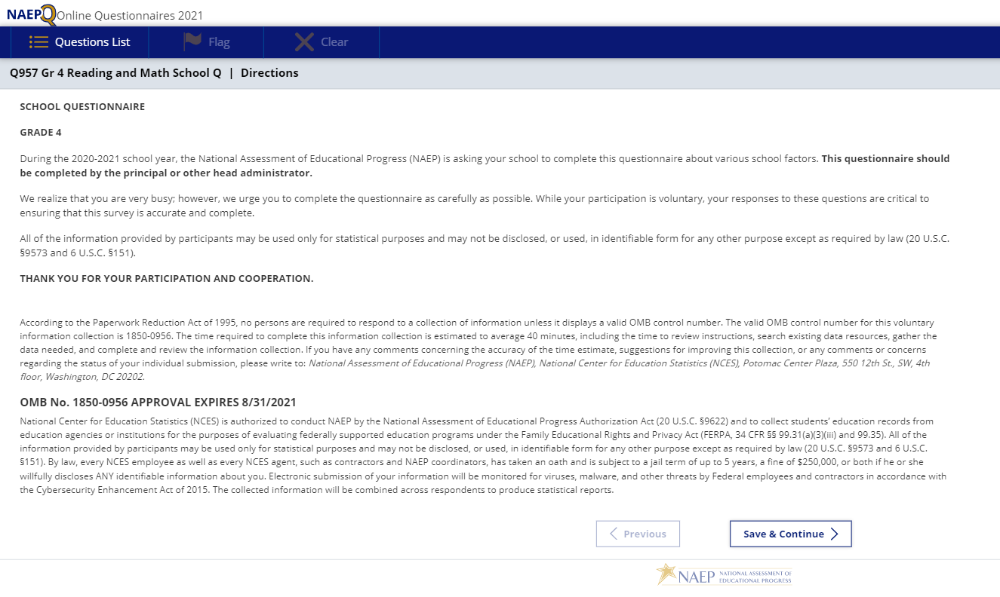 NAEPQ Online Questionnaires 2021
Questions List Flag Clear
Q957 Gr 4 Reading and Math School Q | Directions
SCHOOL QUESTIONNAIRE
GRADE 4
During the 2020-2021 school year, the National Assessment of Educational Progress (NAEP) is asking your school to complete this questionnaire about various school factors. This questionnaire should
be completed by the principal or other head administrator.
We realize that you are very busy; however, we urge you to complete the questionnaire as carefully as possible. While your participation is voluntary, your responses to these questions are critical to
ensuring that this survey is accurate and complete.
All of the information provided by participants may be used only for statistical purposes and may not be disclosed, or used, in identifiable form for any other purpose except as required by law (20 U.S.C.
§9573 and 6 U.S.C. §151).
THANK YOU FOR YOUR PARTICIPATION AND COOPERATION.
According to the Paperwork Reduction Act of 1995, no persons are required to respond to a collection of information unless it displays a valid OMB control number. The valid OMB control number for this voluntary
information collection is 1850-0956. The time required to complete this information collection is estimated to average 40 minutes, including the time to review instructions, search existing data resources, gather the
data needed, and complete and review the information collection. If you have any comments concerning the accuracy of the time estimate, suggestions for improving this collection, or any comments or concerns
regarding the status of your individual submission, please write to: National Assessment of Educational Progress (NAEP), National Center for Education Statistics (NCES), Potomac Center Plaza, 550 12th St., SW, 4th
floor, Washington, DC 20202.
OMB No. 1850-0956 APPROVAL EXPIRES 8/31/2021
National Center for Education Statistics (NCES) is authorized to conduct NAEP by the National Assessment of Educational Progress Authorization Act (20 U.S.C. §9622) and to collect students' education records from
education agencies or institutions for the purposes of evaluating federally supported education programs under the Family Educational Rights and Privacy Act (FERPA, 34 CFR §§ 99.31(a)(3)(iii) and 99.35). All of the
information provided by participants may be used only for statistical purposes and may not be disclosed, or used, in identifiable form for any other purpose except as required by law (20 U.S.C. §9573 and 6 U.S.C.
§151). By law, every NCES employee as well as every NCES agent, such as contractors and NAEP coordinators, has taken an oath and is subject to a jail term of up to 5 years, a fine of $250,000, or both if he or she
willfully discloses ANY identifiable information about you. Electronic submission of your information will be monitored for viruses, malware, and other threats by Federal employees and contractors in accordance with
the Cybersecurity Enhancement Act of 2015. The collected information will be combined across respondents to produce statistical reports.
Previous Save & Continue
NAEP NATIONAL ASSESSMENT OF
EDUCATIONAL PROGRESS